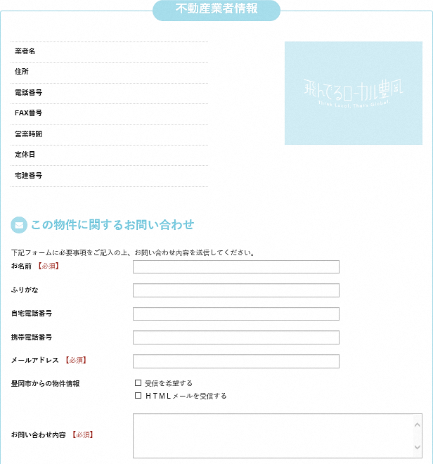 不動産業者情報
業者名
住所
電話番号
FAX番号
営業時間
定休日
宅建番号
飛んでるローカル豊岡
この物件に関するお問い合わせ
下記フォームに必要事項をご記入の上、お問い合わせ内容を送信してください。
お名前 【必須】
ふりがな
自宅電話番号
携帯電話番号
メールアドレス 【必須】
豊岡市からの物件情報
受信を希望する
HTMLメールを受信する
お問い合わせ内容 【必須】